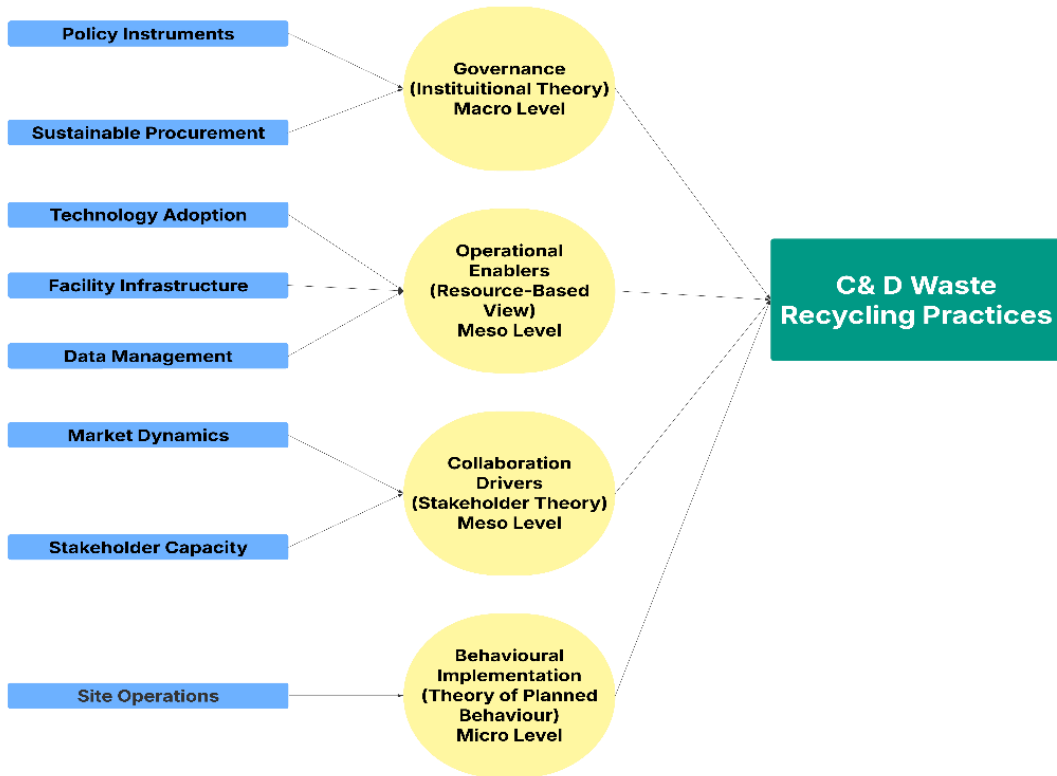 Policy Instruments
Sustainable Procurement
Technology Adoption
Facility Infrastructure
Data Management
Market Dynamics
Stakeholder Capacity
Site Operations
Governance
(Instituitional Theory)
Macro Level
Operational
Enablers
(Resource-Based
View)
Meso Level
Collaboration
Drivers
(Stakeholder Theory)
Meso Level
Behavioural
Implementation
(Theory of Planned
Behaviour)
Micro Level
C& D Waste
Recycling Practices